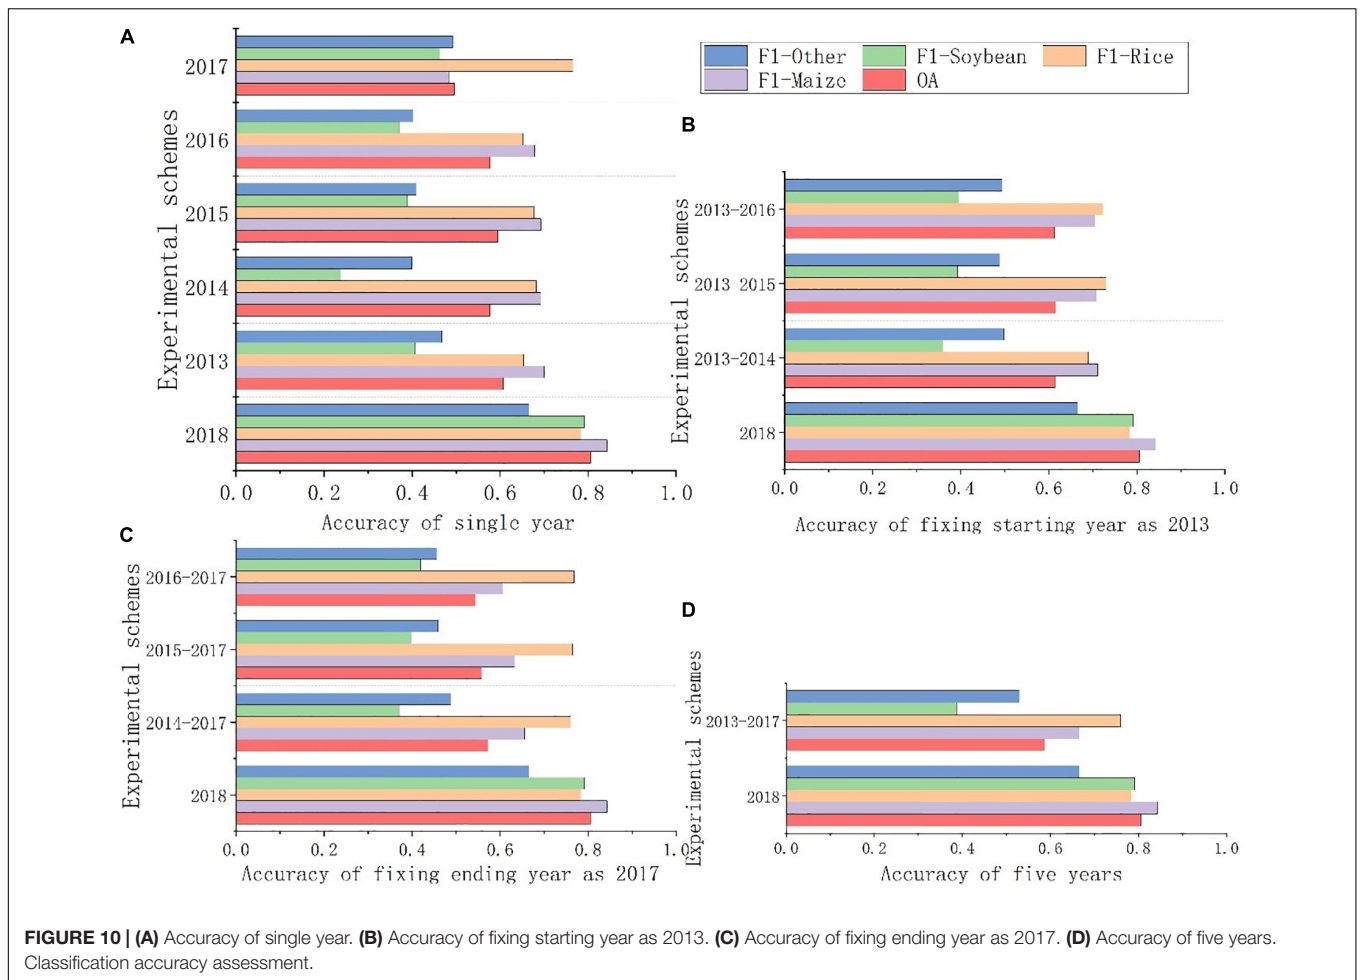 A
Experimental schemes
2017
2016
2015
2014
2013
2018
0.0 0.2 0.4 0.6 0.8 1.0
Accuracy of single year
F1-Other F1-Soybean F1-Rice
F1-Maize OA
B
Experimental schemes
2013-2016
2013 2015
2013-2014
2018
0.0 0.2 0.4 0.6 0.8 1.0
Accuracy of fixing starting year as 2013
C
Experimental schemes
2016-2017
2015-2017
2014-2017
2018
0.0 0.2 0.4 0.6 0.8 1.0
Accuracy of fixing ending year as 2017
D
Experimental schemes
2013-2017
2018
0.0 0.2 0.4 0.6 0.8 1.0
Accuracy of five years
FIGURE 10 | (A) Accuracy of single year. (B) Accuracy of fixing starting year as 2013. (C) Accuracy of fixing ending year as 2017. (D) Accuracy of five years.
Classification accuracy assessment.